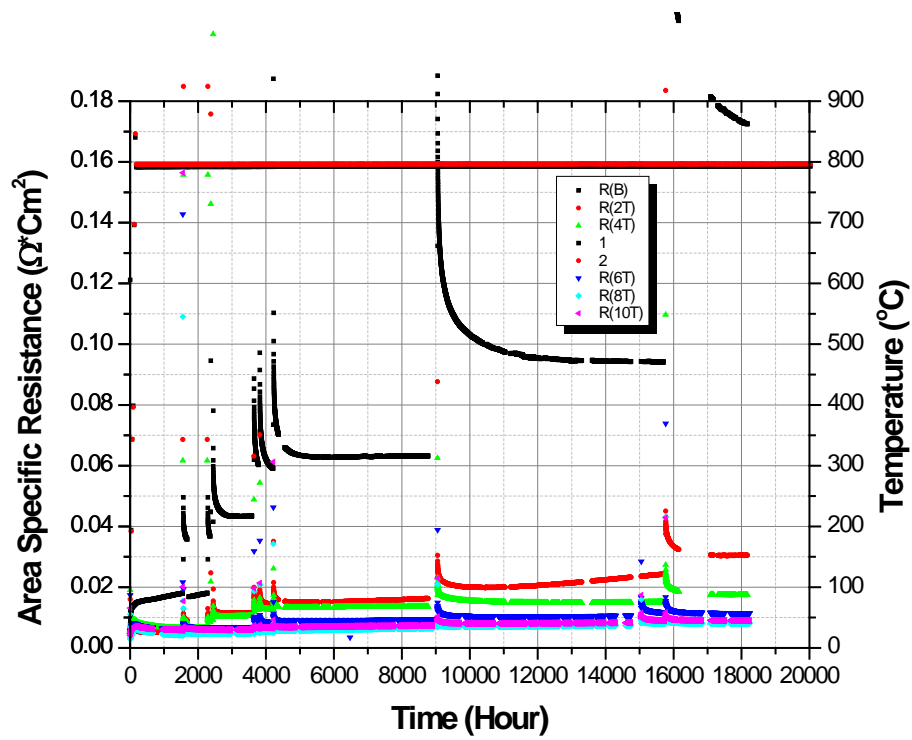 Area Specific Resistance (Ω*Cm²)
0.18
0.16
0.14
0.12
0.10
0.08
0.06
0.04
0.02
0.00
R(B)
R(2T)
R(4T)
1
2
R(6T)
R(8T)
R(10T)
900
800
700
600
500
400
300
200
100
0
Temperature (°C)
0 2000 4000 6000 8000 10000 12000 14000 16000 18000 20000
Time (Hour)